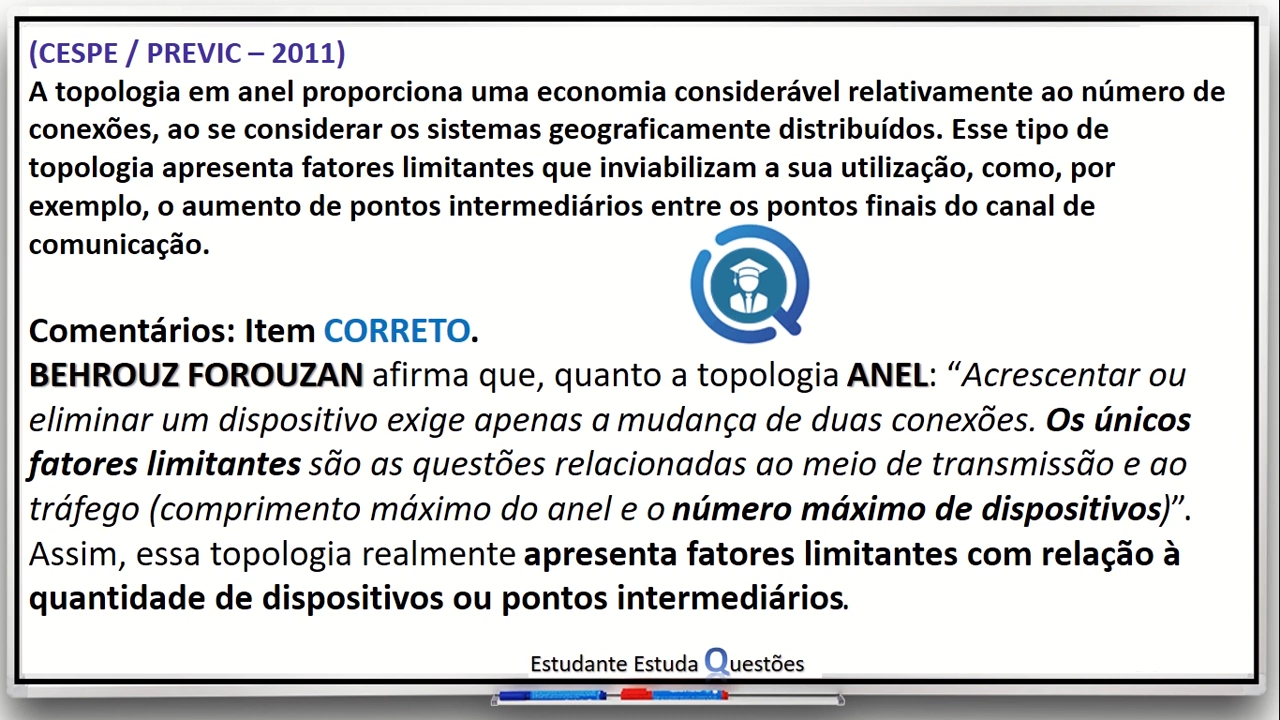 (CESPE / PREVIC – 2011)
A topologia em anel proporciona uma economia considerável relativamente ao número de
conexões, ao se considerar os sistemas geograficamente distribuídos. Esse tipo de
topologia apresenta fatores limitantes que inviabilizam a sua utilização, como, por
exemplo, o aumento de pontos intermediários entre os pontos finais do canal de
comunicação.
Comentários: Item CORRETO.
BEHROUZ FOROUZAN afirma que, quanto a topologia ANEL: “Acrescentar ou
eliminar um dispositivo exige apenas a mudança de duas conexões. Os únicos
fatores limitantes são as questões relacionadas ao meio de transmissão e ao
tráfego (comprimento máximo do anel e o número máximo de dispositivos)”.
Assim, essa topologia realmente apresenta fatores limitantes com relação à
quantidade de dispositivos ou pontos intermediários.
Estudante Estuda Questões